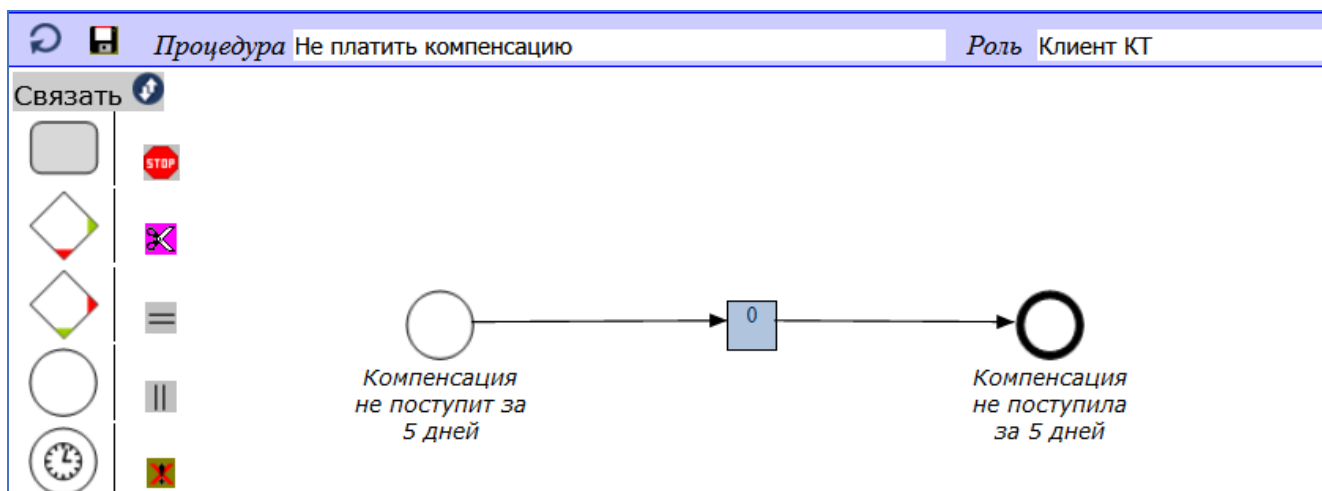 Процедура Не платить компенсацию Роль Клиент КТ
Связать
STOP
0
Компенсация
не поступит за
5 дней
Компенсация
не поступила
за 5 дней